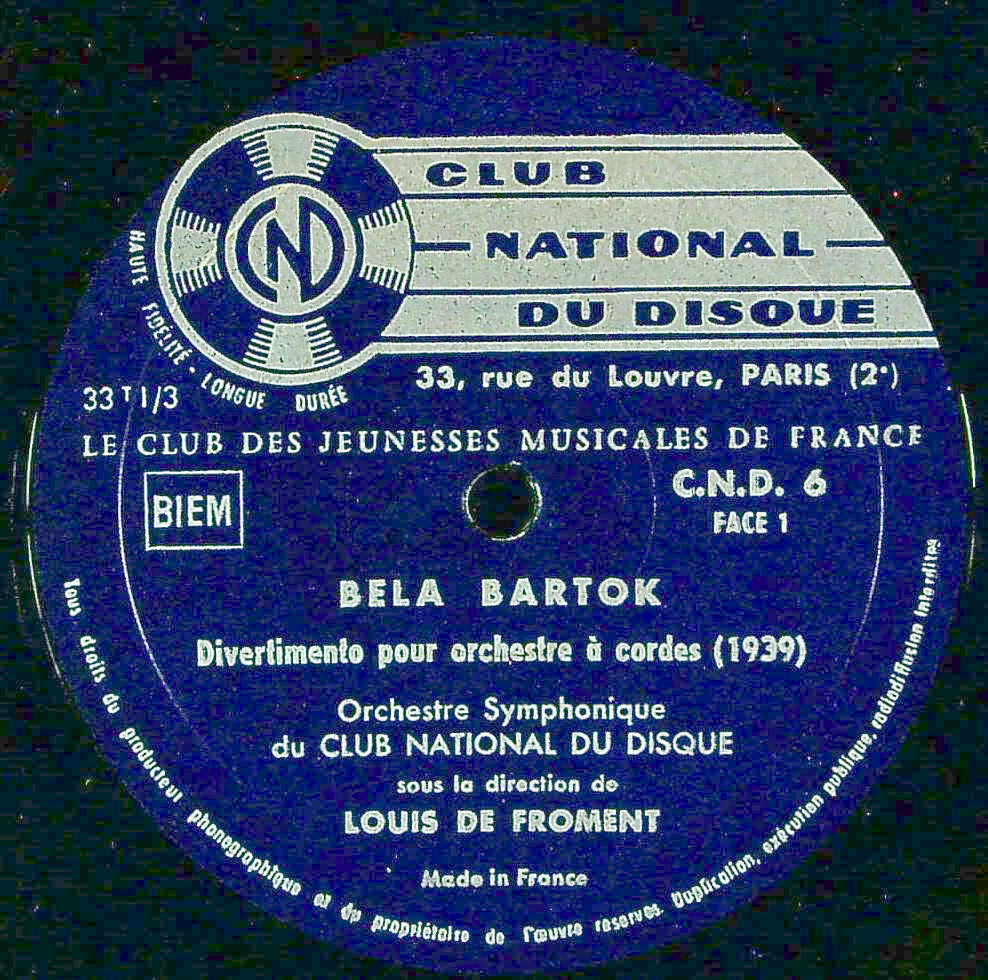 CLUB
NATIONAL
DU DISQUE
33, rue du Louvre, PARIS (2e)
HAUTE FIDÉLITÉ • LONGUE DURÉE
33 T 1/3
LE CLUB DES JEUNESSES MUSICALES DE FRANCE
BIEM
C.N.D. 6
FACE 1
BELA BARTOK
Divertimento pour orchestre à cordes (1939)
Orchestre Symphonique
du CLUB NATIONAL DU DISQUE
sous la direction de
LOUIS DE FROMENT
Made in France
Tous droits du producteur phonographique et du propriétaire de l'œuvre reserves. Duplication, exécution publique, radiodiffusion interdites